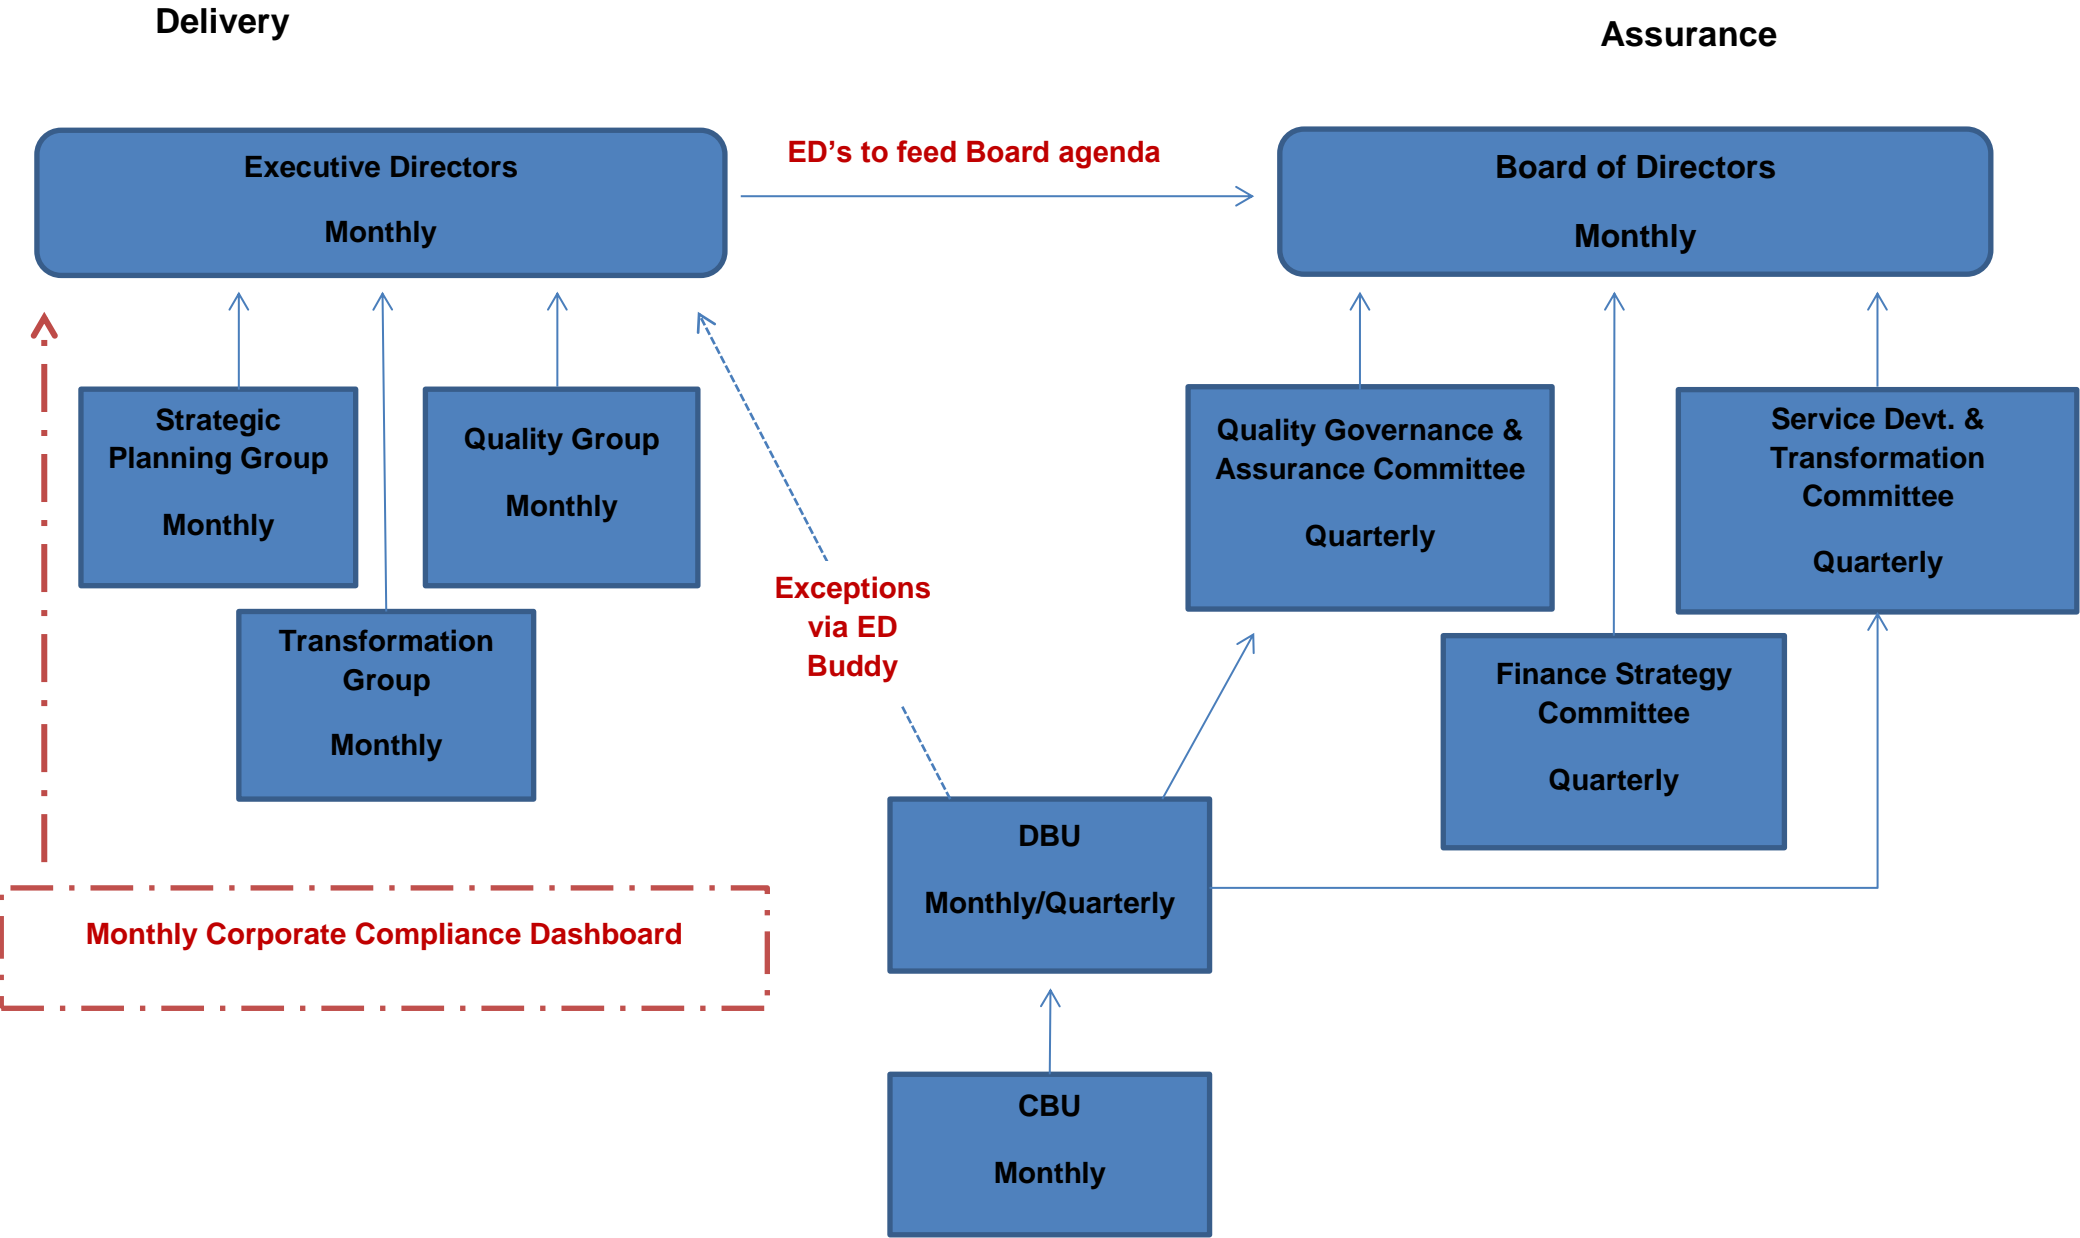 Delivery
Assurance
Executive Directors
Monthly
ED’s to feed Board agenda
Board of Directors
Monthly
Strategic
Planning Group
Monthly
Quality Group
Monthly
Transformation
Group
Monthly
Exceptions
via ED
Buddy
Quality Governance &
Assurance Committee
Quarterly
Service Devt. &
Transformation
Committee
Quarterly
Finance Strategy
Committee
Quarterly
DBU
Monthly/Quarterly
Monthly Corporate Compliance Dashboard
CBU
Monthly